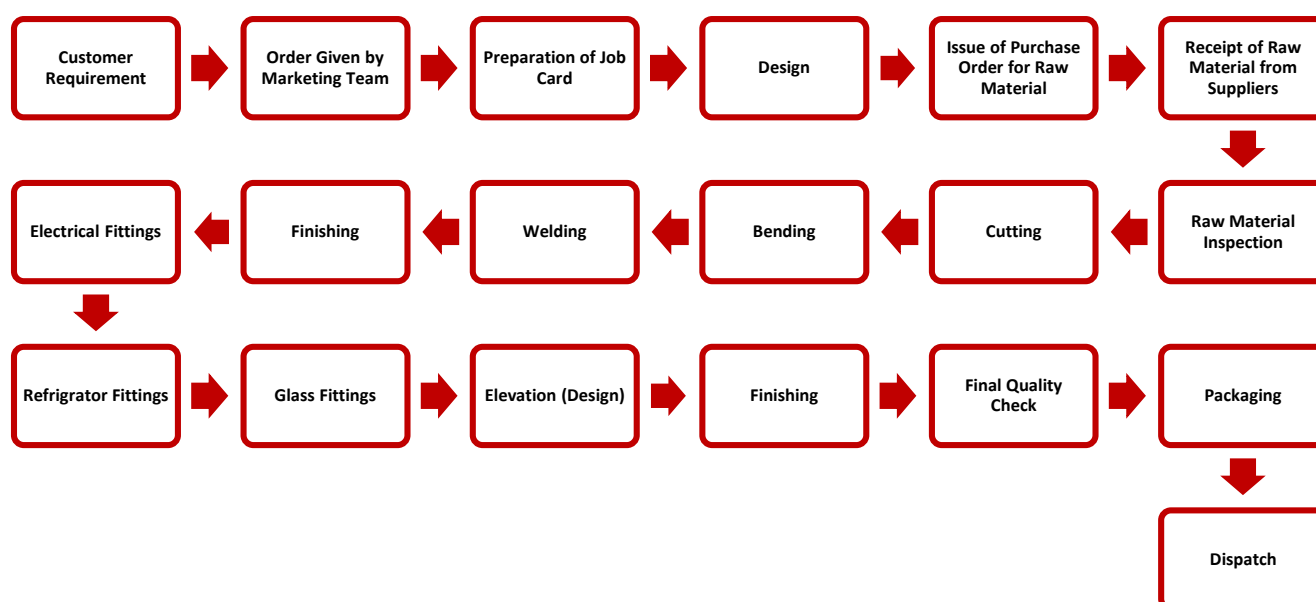 Customer
Requirement
Order Given by
Marketing Team
Preparation of Job
Card
Design
Issue of Purchase
Order for Raw
Material
Receipt of Raw
Material from
Suppliers
Raw Material
Inspection
Cutting
Bending
Welding
Finishing
Electrical Fittings
Refrigrator Fittings
Glass Fittings
Elevation (Design)
Finishing
Final Quality
Check
Packaging
Dispatch